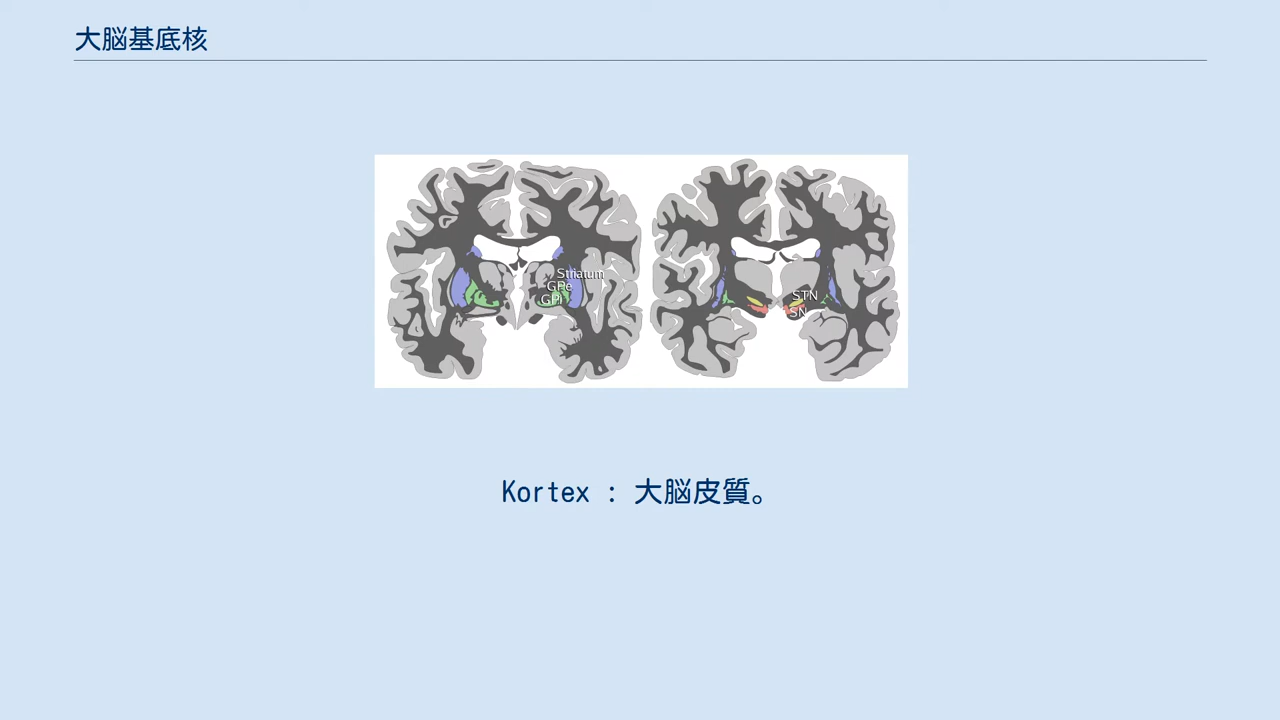 大脳基底核
Striatum
GPe
GPi
STN
SN
Kortex : 大脳皮質。